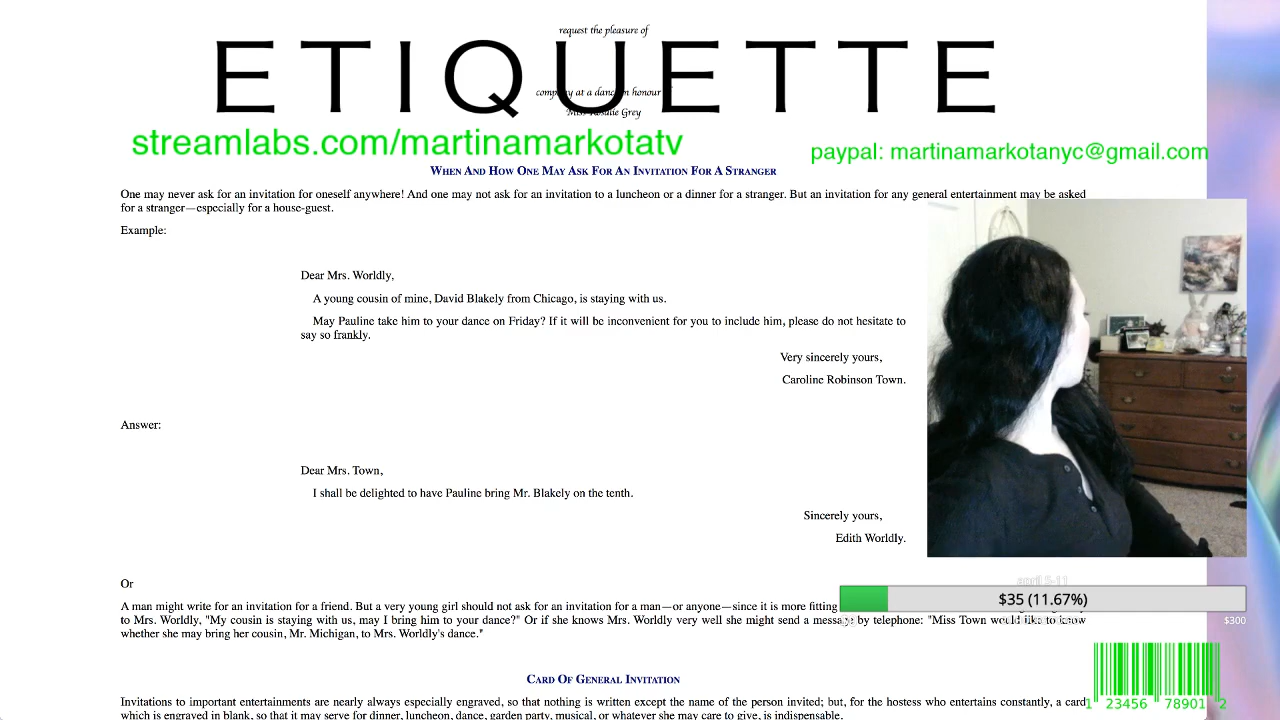 request the pleasure of
ETIQUETTE
company at a dance in honour of
Miss Rosalie Grey
streamlabs.com/martinamarkotatv
paypal: martinamarkotanyc@gmail.com
When And How One May Ask For An Invitation For A Stranger
One may never ask for an invitation for oneself anywhere! And one may not ask for an invitation to a luncheon or a dinner for a stranger. But an invitation for any general entertainment may be asked
for a stranger—especially for a house-guest.
Example:
Dear Mrs. Worldly,
A young cousin of mine, David Blakely from Chicago, is staying with us.
May Pauline take him to your dance on Friday? If it will be inconvenient for you to include him, please do not hesitate to
say so frankly.
Very sincerely yours,
Caroline Robinson Town.
Answer:
Dear Mrs. Town,
I shall be delighted to have Pauline bring Mr. Blakely on the tenth.
Sincerely yours,
Edith Worldly.
Or
april 5-11
A man might write for an invitation for a friend. But a very young girl should not ask for an invitation for a man—or anyone—since it is more fitting
$35 (11.67%)
to Mrs. Worldly, "My cousin is staying with us, may I bring him to your dance?" Or if she knows Mrs. Worldly very well she might send a message by telephone: "Miss Town would like to know
$300
whether she may bring her cousin, Mr. Michigan, to Mrs. Worldly's dance."
Card Of General Invitation
Invitations to important entertainments are nearly always especially engraved, so that nothing is written except the name of the person invited; but, for the hostess who entertains constantly, a card
which is engraved in blank, so that it may serve for dinner, luncheon, dance, garden party, musical, or whatever she may care to give, is indispensable.
1 23456 78901 2